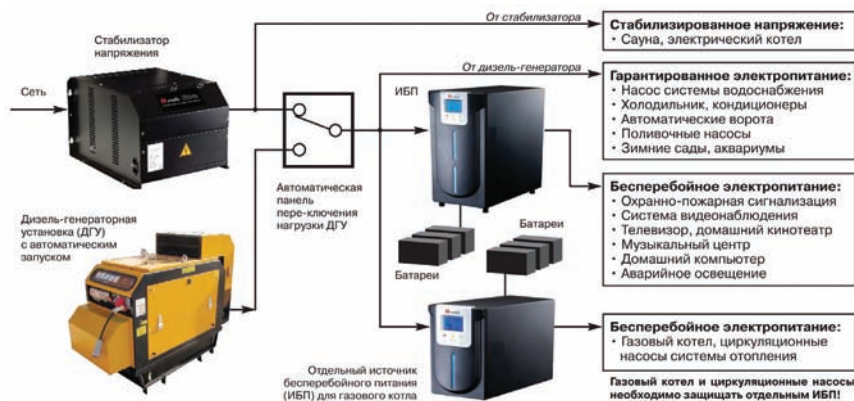 От стабилизатора
Стабилизированное напряжение:
• Сауна, электрический котел
Стабилизатор
напряжения
Сеть
От дизель-генератора
ИБП
Гарантированное электропитание:
• Насос системы водоснабжения
• Холодильник, кондиционеры
• Автоматические ворота
• Поливочные насосы
• Зимние сады, аквариумы
Автоматическая
панель
пере-ключения
нагрузки ДГУ
Дизель-генераторная
установка (ДГУ)
с автоматическим
запуском
Батареи
Батареи
Бесперебойное электропитание:
• Охранно-пожарная сигнализация
• Система видеонаблюдения
• Телевизор, домашний кинотеатр
• Музыкальный центр
• Домашний компьютер
• Аварийное освещение
Отдельный источник
бесперебойного питания
(ИБП) для газового котла
Бесперебойное электропитание:
• Газовый котел, циркуляционные
насосы системы отопления
Газовый котел и циркуляционные насосы
необходимо защищать отдельным ИБП!